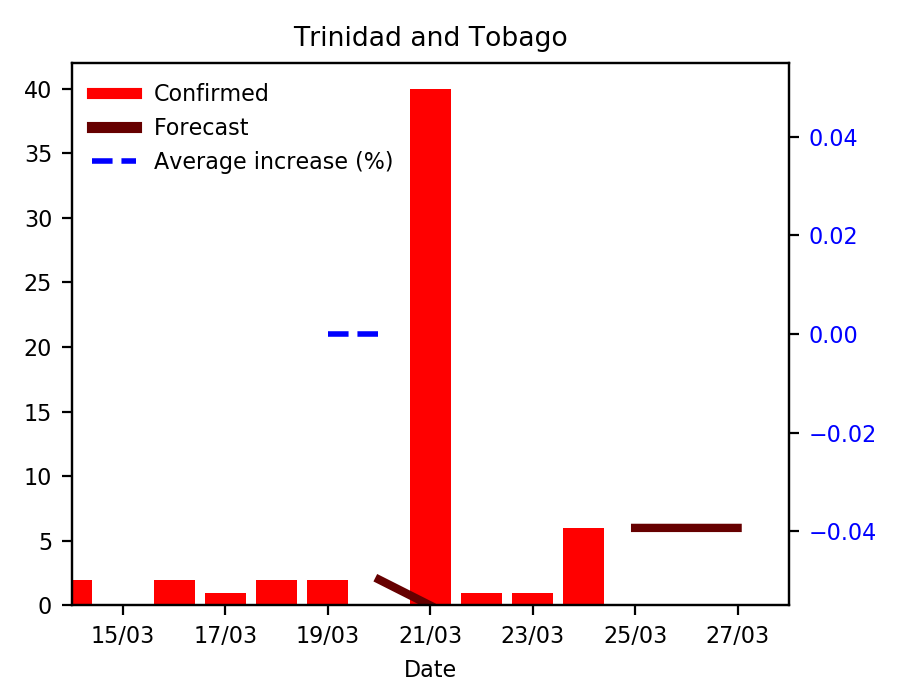 Trinidad and Tobago
Confirmed
Forecast
Average increase (%)
40
35
30
25
20
15
10
5
0
0.04
0.02
0.00
−0.02
−0.04
15/03 17/03 19/03 21/03 23/03 25/03 27/03
Date